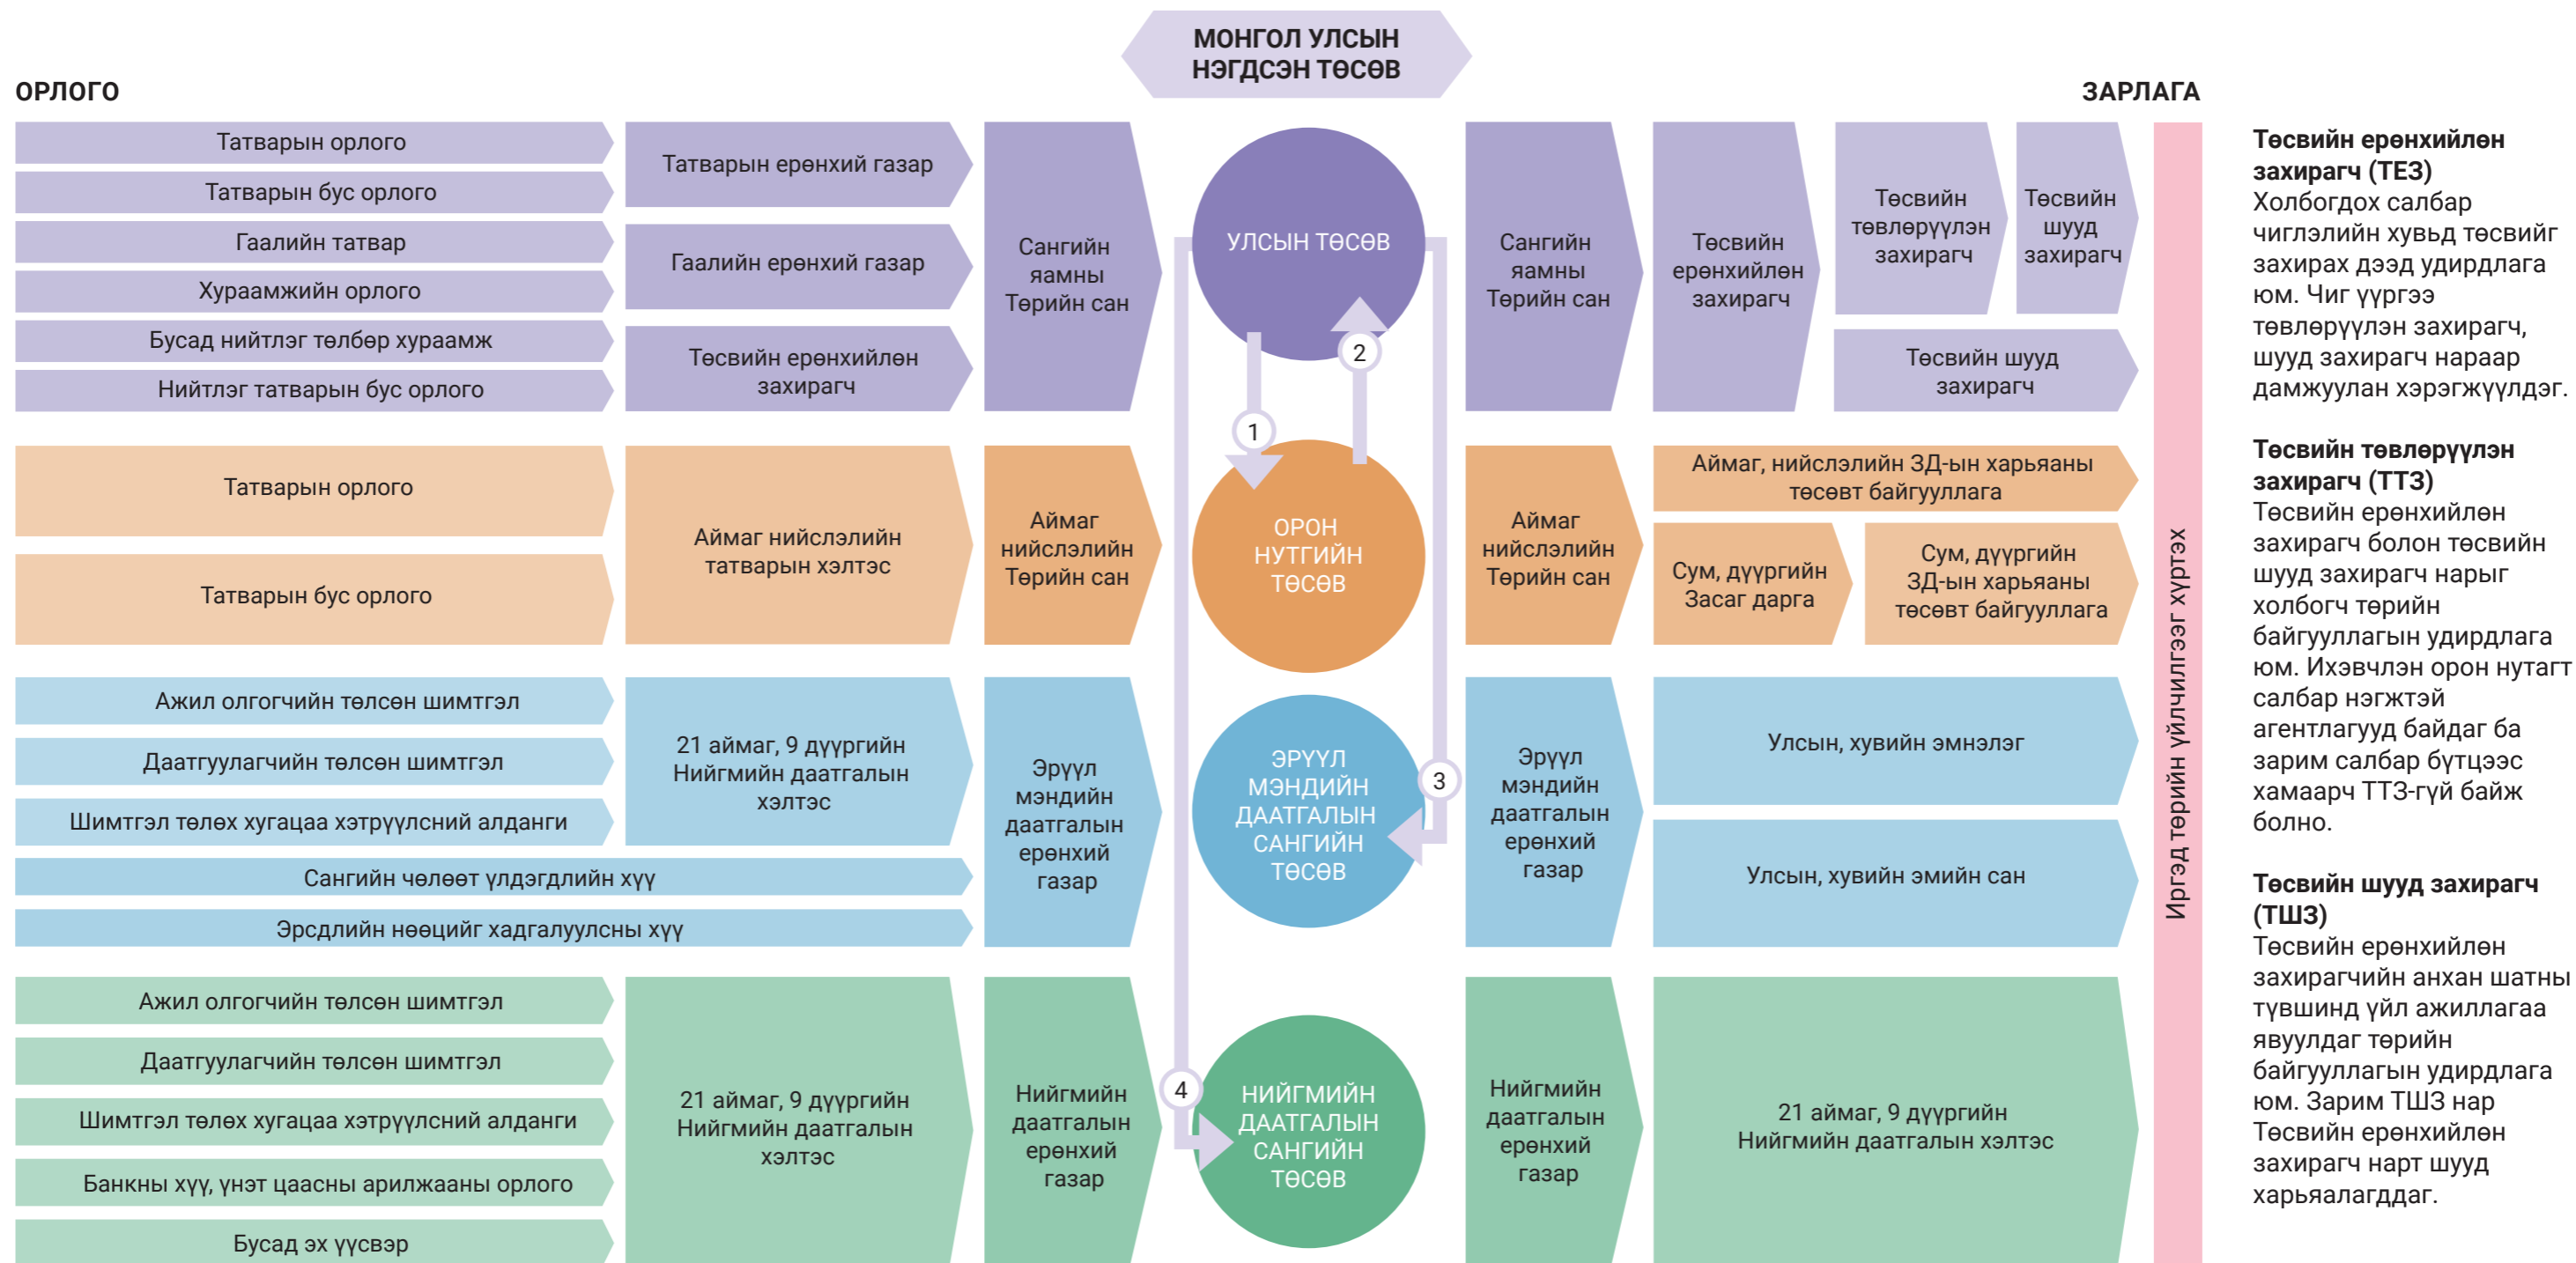 МОНГОЛ УЛСЫН
НЭГДСЭН ТӨСӨВ
ОРЛОГО
ЗАРЛАГА
Татварын орлого
Татварын бус орлого
Гаалийн татвар
Хураамжийн орлого
Бусад нийтлэг төлбөр хураамж
Нийтлэг татварын бус орлого
Татварын ерөнхий газар
Гаалийн ерөнхий газар
Төсвийн ерөнхийлөн
захирагч
Сангийн
яамны
Төрийн сан
УЛСЫН ТӨСӨВ
1
2
Сангийн
яамны
Төрийн сан
Төсвийн
ерөнхийлөн
захирагч
Төсвийн
төвлөрүүлэн
захирагч
Төсвийн
шууд
захирагч
Төсвийн шууд
захирагч
Татварын орлого
Татварын бус орлого
Аймаг нийслэлийн
татварын хэлтэс
Аймаг
нийслэлийн
Төрийн сан
ОРОН
НУТГИЙН
ТӨСӨВ
Аймаг
нийслэлийн
Төрийн сан
Аймаг, нийслэлийн ЗД-ын харьяаны
төсөвт байгууллага
Сум, дүүргийн
Засаг дарга
Сум, дүүргийн
ЗД-ын харьяаны
төсөвт байгууллага
Ажил олгогчийн төлсөн шимтгэл
Даатгуулагчийн төлсөн шимтгэл
Шимтгэл төлөх хугацаа хэтрүүлсний алданги
Сангийн чөлөөт үлдэгдлийн хүү
Эрсдлийн нөөцийг хадгалуулсны хүү
21 аймаг, 9 дүүргийн
Нийгмийн даатгалын
хэлтэс
Эрүүл
мэндийн
даатгалын
ерөнхий
газар
ЭРҮҮЛ
МЭНДИЙН
ДААТГАЛЫН
САНГИЙН
ТӨСӨВ
3
Эрүүл
мэндийн
даатгалын
ерөнхий
газар
Улсын, хувийн эмнэлэг
Улсын, хувийн эмийн сан
Ажил олгогчийн төлсөн шимтгэл
Даатгуулагчийн төлсөн шимтгэл
Шимтгэл төлөх хугацаа хэтрүүлсний алданги
Банкны хүү, үнэт цаасны арилжааны орлого
Бусад эх үүсвэр
21 аймаг, 9 дүүргийн
Нийгмийн даатгалын
хэлтэс
Нийгмийн
даатгалын
ерөнхий
газар
4
НИЙГМИЙН
ДААТГАЛЫН
САНГИЙН
ТӨСӨВ
Нийгмийн
даатгалын
ерөнхий
газар
21 аймаг, 9 дүүргийн
Нийгмийн даатгалын хэлтэс
Иргэд төрийн үйлчилгээг хүргэх
Төсвийн ерөнхийлөн
захирагч (ТЕЗ)
Холбогдох салбар
чиглэлийн хувьд төсвийг
захирах дээд удирдлага
юм. Чиг үүргээ
төвлөрүүлэн захирагч,
шууд захирагч нараар
дамжуулан хэрэгжүүлдэг.
Төсвийн төвлөрүүлэн
захирагч (ТТЗ)
Төсвийн ерөнхийлөн
захирагч болон төсвийн
шууд захирагч нарыг
холбогч төрийн
байгууллагын удирдлага
юм. Ихэвчлэн орон нутагт
салбар нэгжтэй
агентлагууд байдаг ба
зарим салбар бүтцээс
хамаарч ТТЗ-гүй байж
болно.
Төсвийн шууд захирагч
(ТШЗ)
Төсвийн ерөнхийлөн
захирагчийн анхан шатны
түвшинд үйл ажиллагаа
явуулдаг төрийн
байгууллагын удирдлага
юм. Зарим ТШЗ нар
Төсвийн ерөнхийлөн
захирагч нарт шууд
харьяалагддаг.